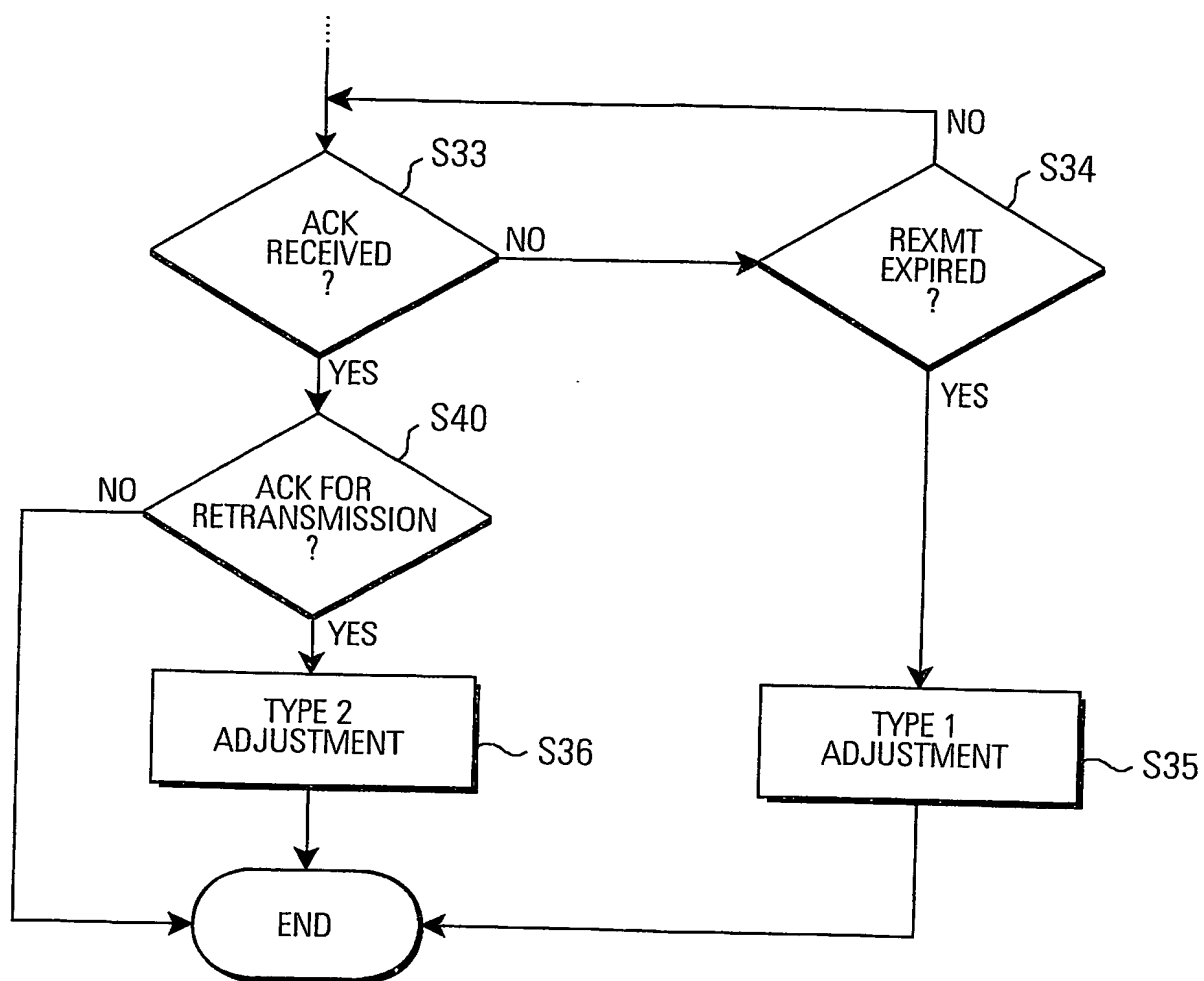 NO
S33
S34
ACK
RECEIVED
?
NO
REXMT
EXPIRED
?
YES
YES
S40
NO
ACK FOR
RETRANSMISSION
?
YES
TYPE 2
ADJUSTMENT
S36
TYPE 1
ADJUSTMENT
S35
END